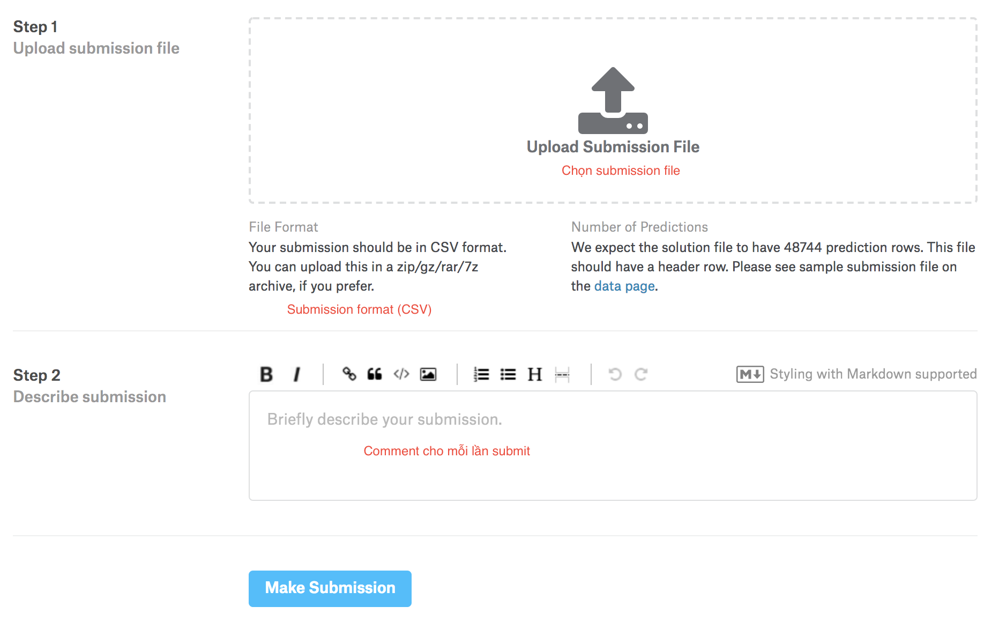 Step 1
Upload submission file
Upload Submission File
Chọn submission file
File Format
Your submission should be in CSV format.
You can upload this in a zip/gz/rar/7z
archive, if you prefer.
Submission format (CSV)
Number of Predictions
We expect the solution file to have 48744 prediction rows. This file
should have a header row. Please see sample submission file on
the data page.
Step 2
Describe submission
B I H
M Styling with Markdown supported
Briefly describe your submission.
Comment cho mỗi lần submit
Make Submission